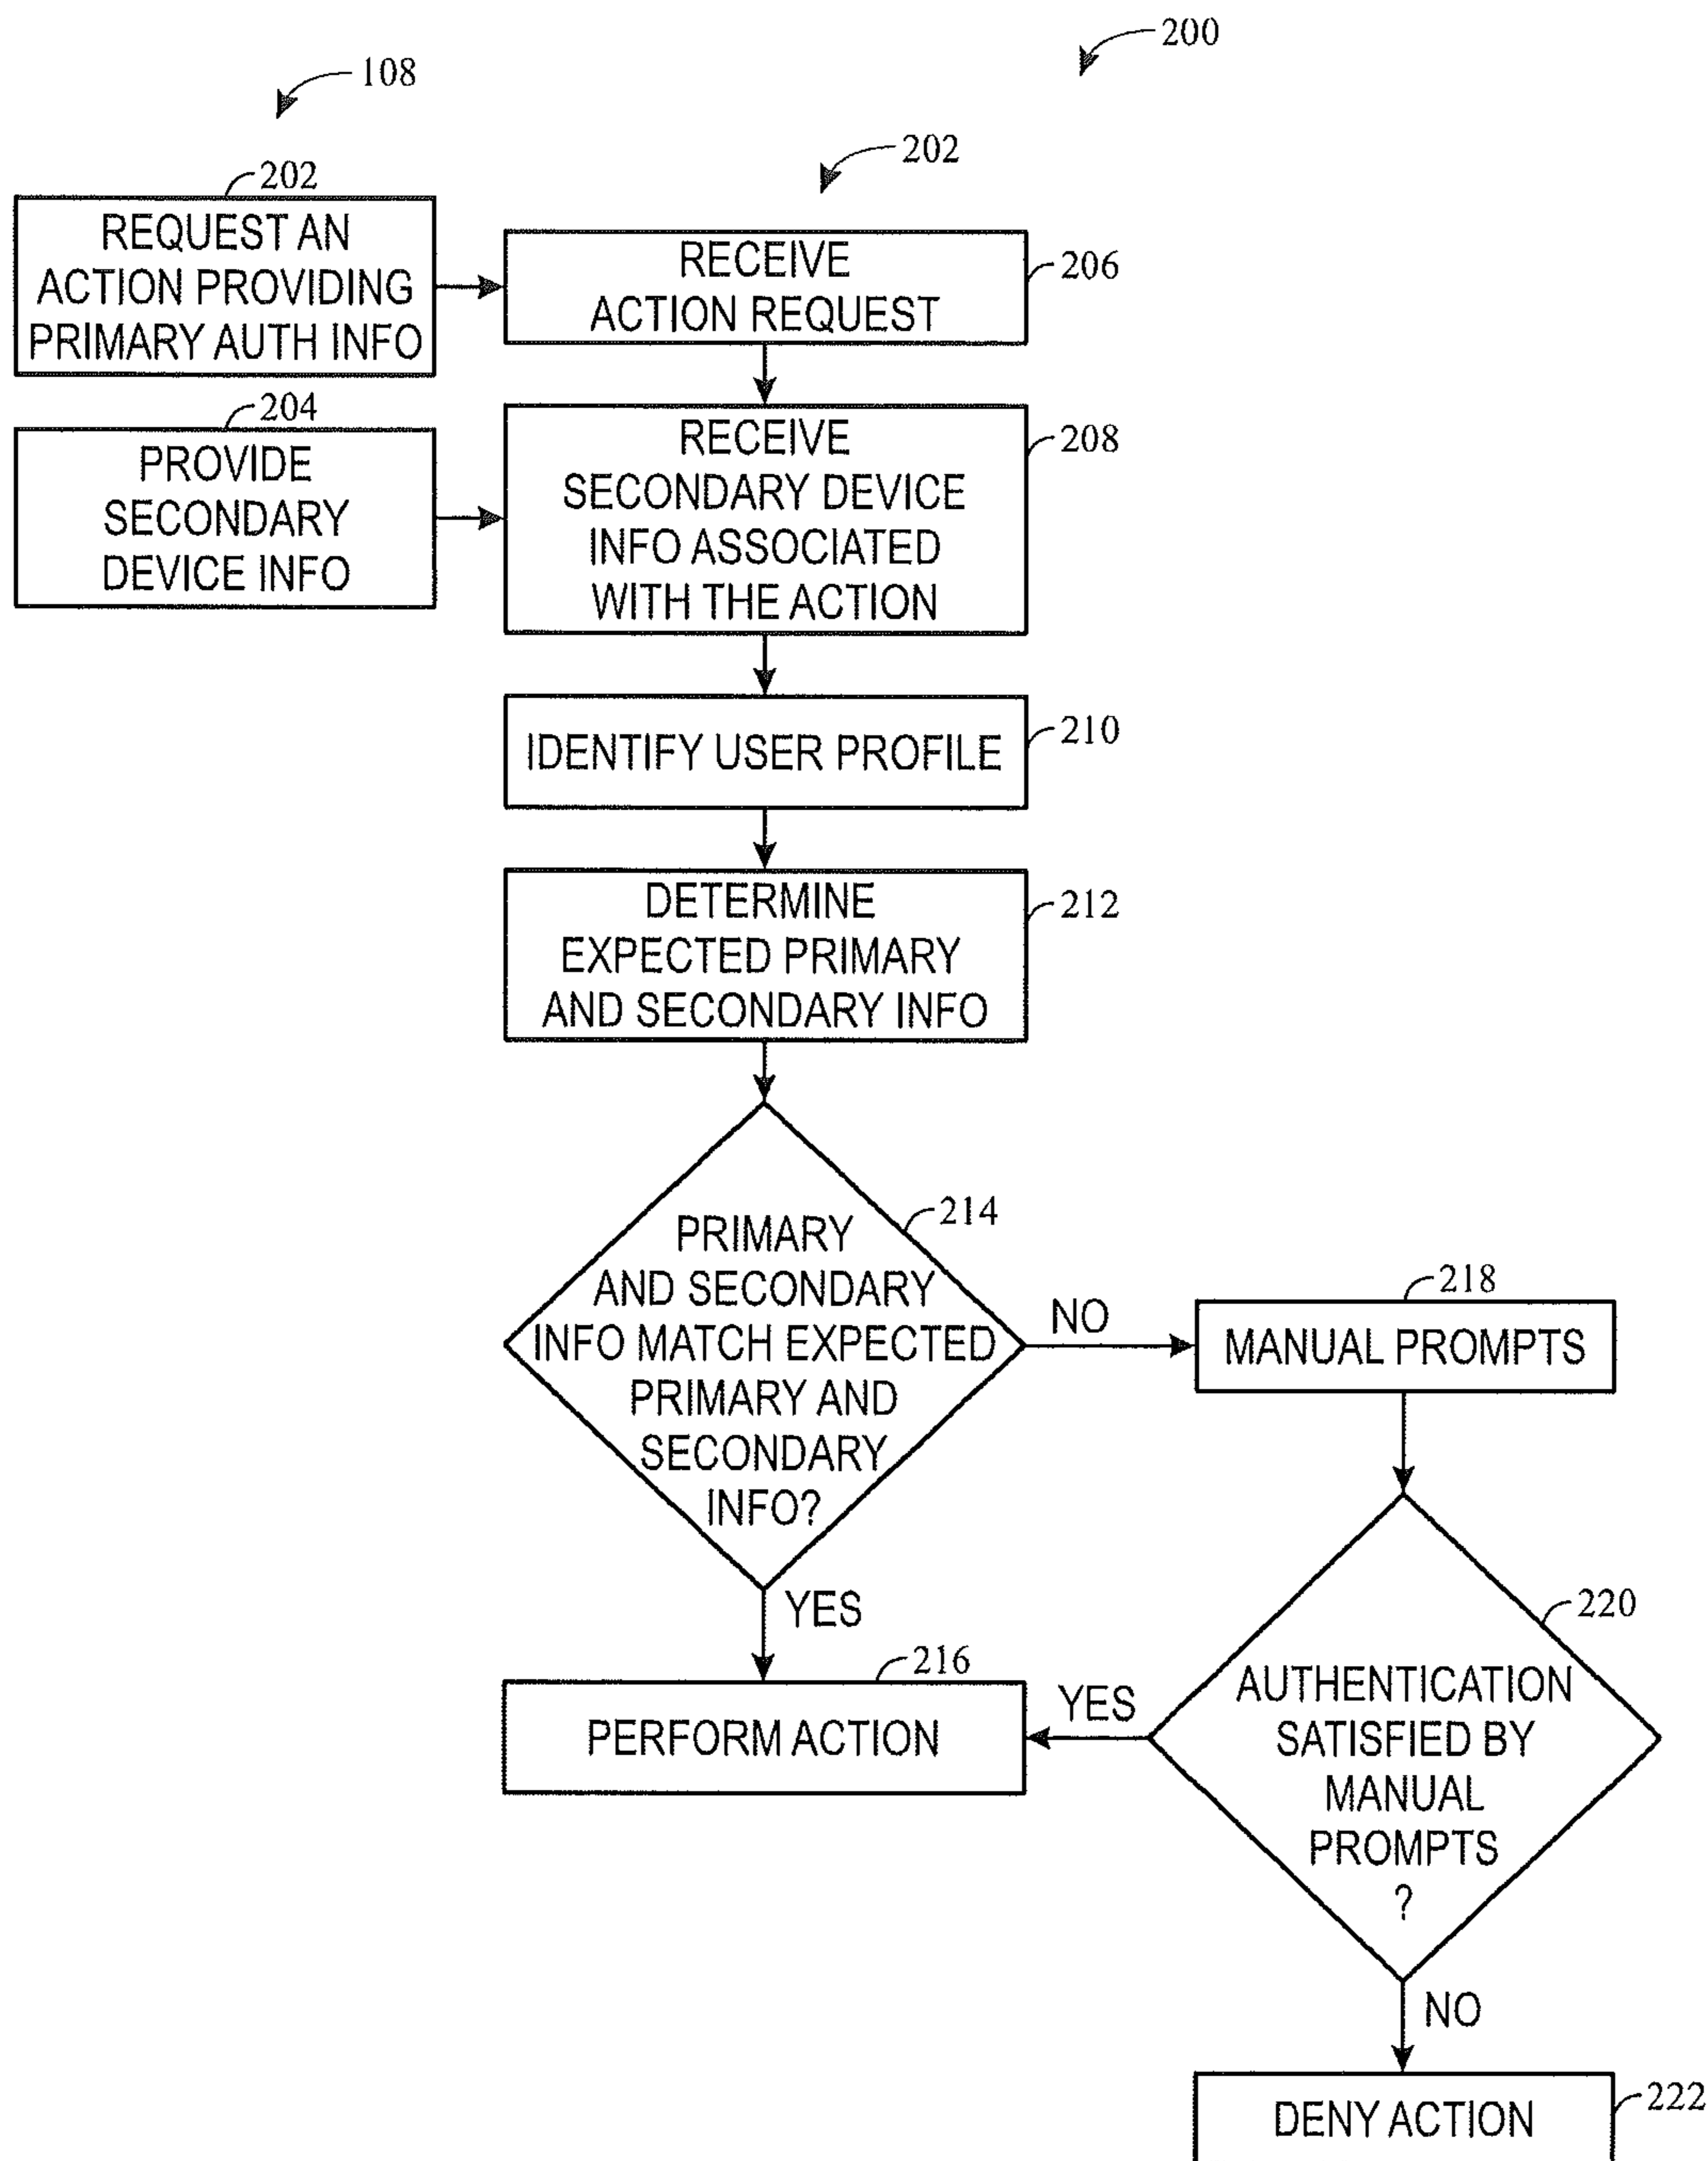 200
108
202
202
REQUEST AN
ACTION PROVIDING
PRIMARY AUTH INFO
RECEIVE
ACTION REQUEST
206
204
PROVIDE
SECONDARY
DEVICE INFO
RECEIVE
SECONDARY DEVICE
INFO ASSOCIATED
WITH THE ACTION
208
IDENTIFY USER PROFILE
210
DETERMINE
EXPECTED PRIMARY
AND SECONDARY INFO
212
214
PRIMARY
AND SECONDARY
INFO MATCH EXPECTED
PRIMARY AND
SECONDARY
INFO?
NO
218
MANUAL PROMPTS
YES
216
PERFORM ACTION
220
AUTHENTICATION
SATISFIED BY
MANUAL
PROMPTS
?
YES
NO
DENY ACTION
222